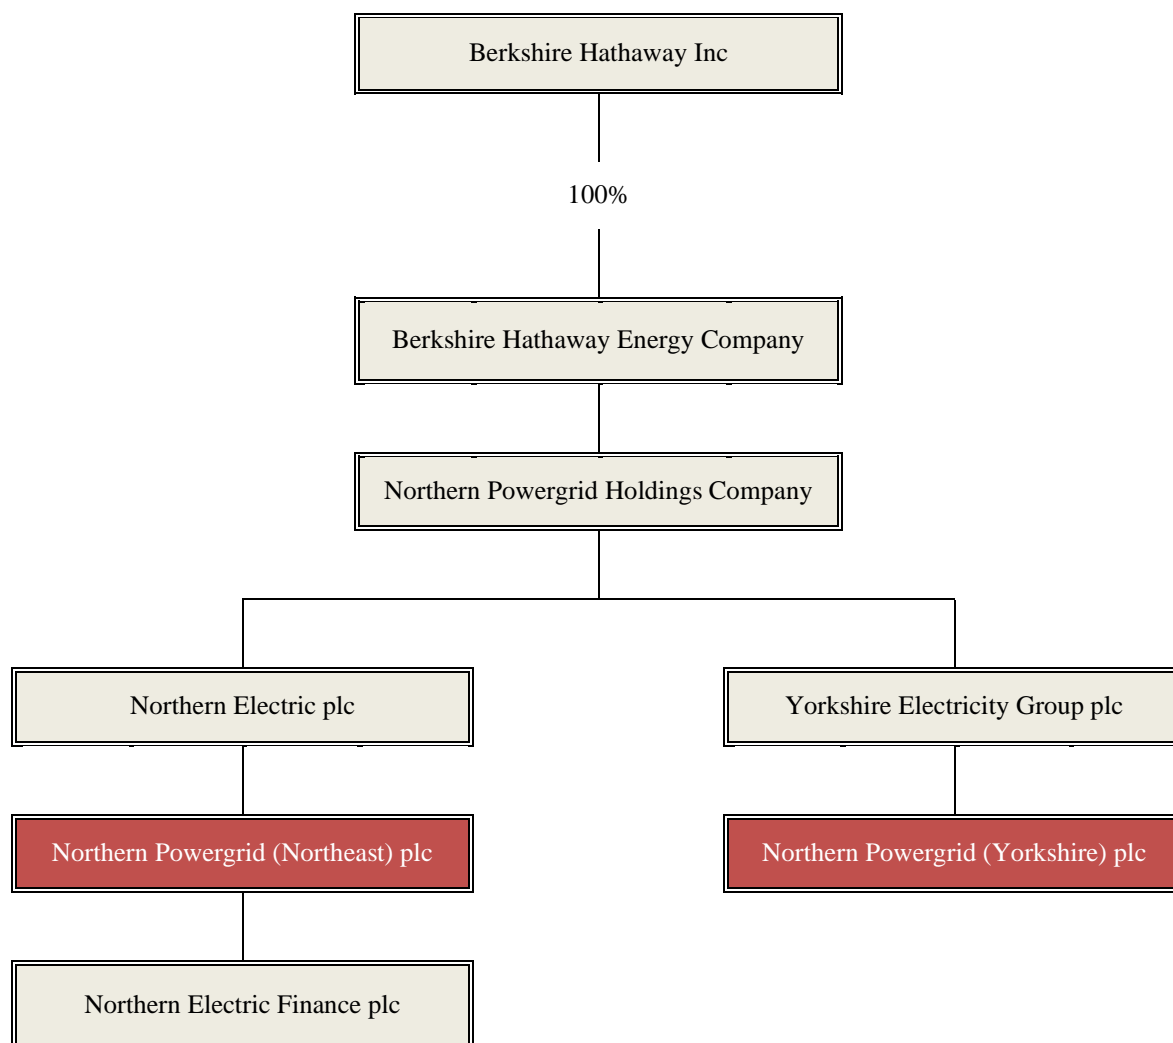 Berkshire Hathaway Inc
100%
Berkshire Hathaway Energy Company
Northern Powergrid Holdings Company
Northern Electric plc
Yorkshire Electricity Group plc
Northern Powergrid (Northeast) plc
Northern Powergrid (Yorkshire) plc
Northern Electric Finance plc